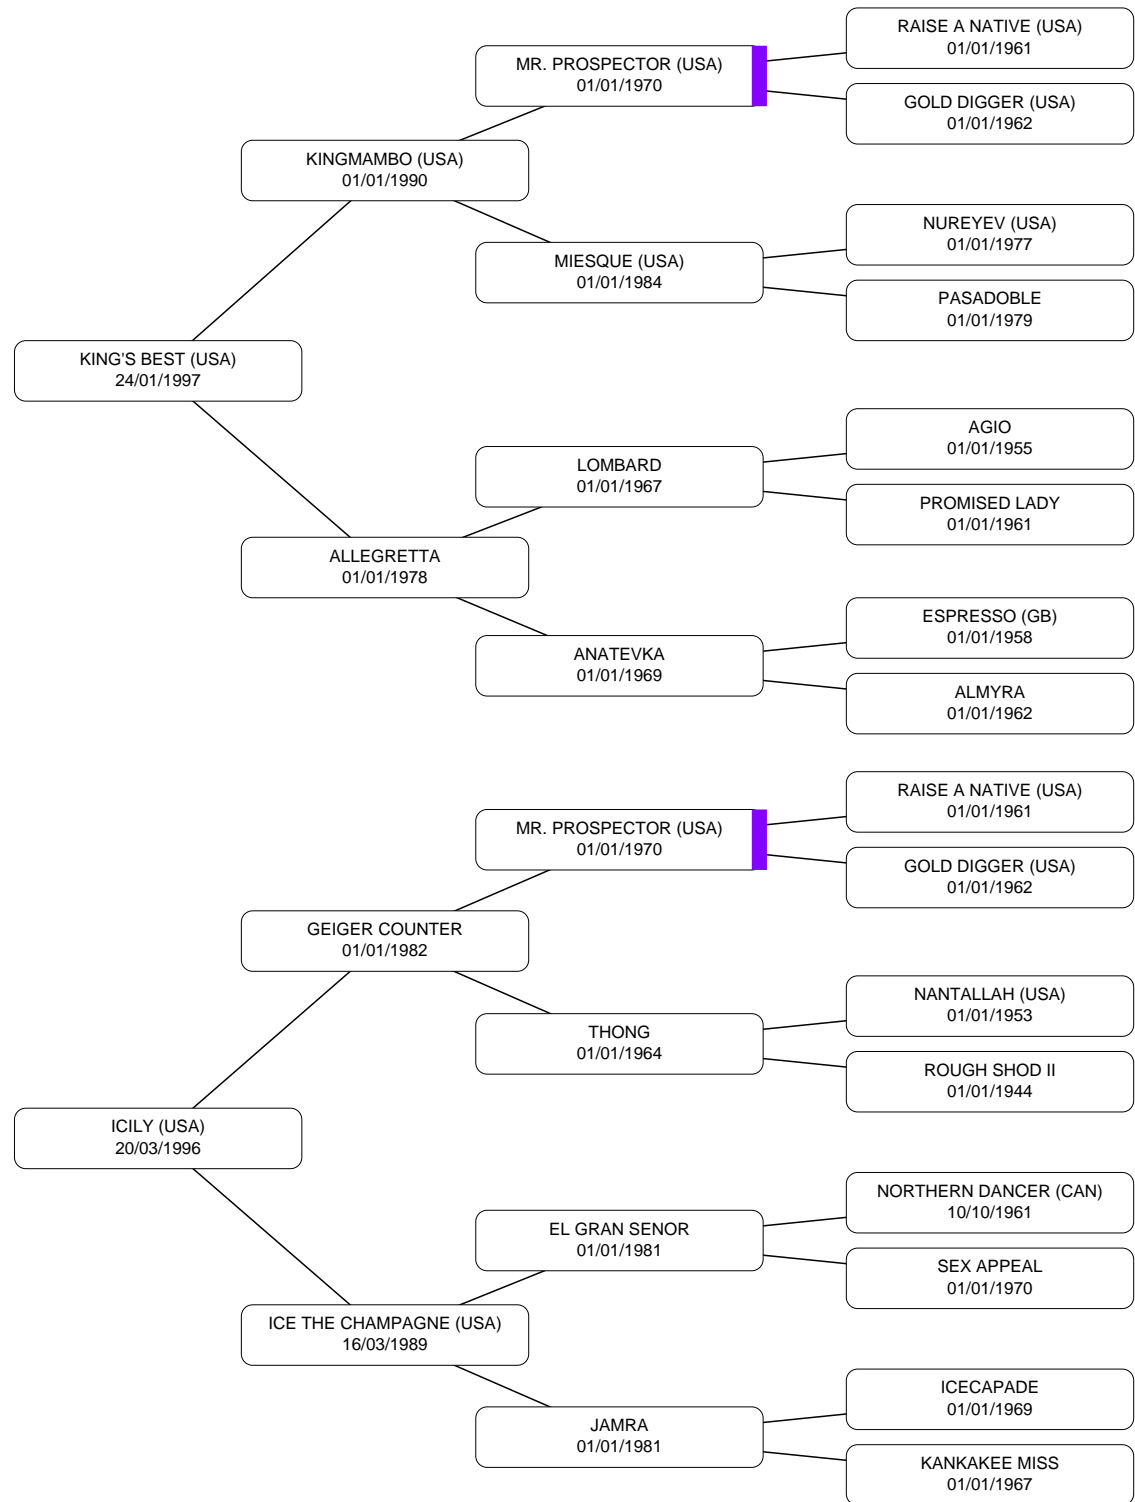 RAISE A NATIVE (USA)
01/01/1961
MR. PROSPECTOR (USA)
01/01/1970
GOLD DIGGER (USA)
01/01/1962
KINGMAMBO (USA)
01/01/1990
NUREYEV (USA)
01/01/1977
MIESQUE (USA)
01/01/1984
PASADOBLE
01/01/1979
KING'S BEST (USA)
24/01/1997
AGIO
01/01/1955
LOMBARD
01/01/1967
PROMISED LADY
01/01/1961
ALLEGRETTA
01/01/1978
ESPRESSO (GB)
01/01/1958
ANATEVKA
01/01/1969
ALMYRA
01/01/1962
RAISE A NATIVE (USA)
01/01/1961
MR. PROSPECTOR (USA)
01/01/1970
GOLD DIGGER (USA)
01/01/1962
GEIGER COUNTER
01/01/1982
NANTALLAH (USA)
01/01/1953
THONG
01/01/1964
ROUGH SHOD II
01/01/1944
ICILY (USA)
20/03/1996
NORTHERN DANCER (CAN)
10/10/1961
EL GRAN SENOR
01/01/1981
SEX APPEAL
01/01/1970
ICE THE CHAMPAGNE (USA)
16/03/1989
ICECAPADE
01/01/1969
JAMRA
01/01/1981
KANKAKEE MISS
01/01/1967